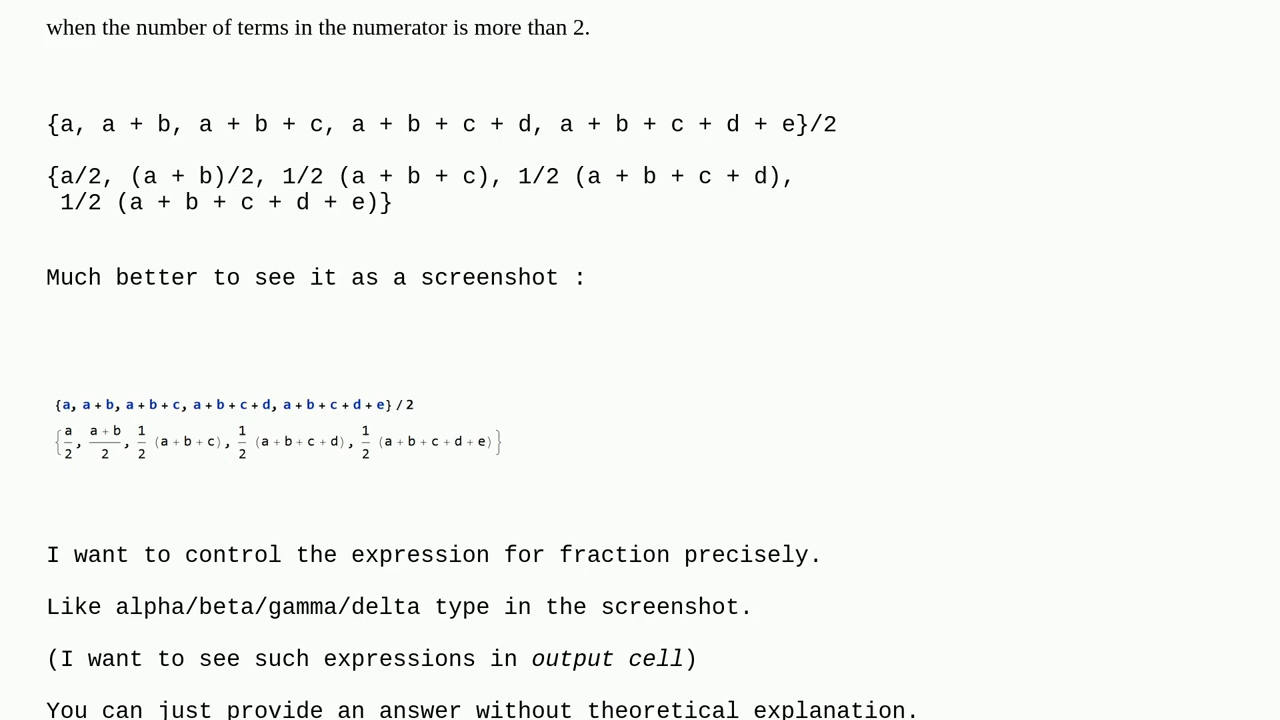 when the number of terms in the numerator is more than 2.
{a, a + b, a + b + c, a + b + c + d, a + b + c + d + e}/2
{a/2, (a + b)/2, 1/2 (a + b + c), 1/2 (a + b + c + d),
1/2 (a + b + c + d + e)}
Much better to see it as a screenshot :
{a, a + b, a + b + c, a + b + c + d, a + b + c + d + e} / 2
{a/2, (a + b)/2, 1/2 (a + b + c), 1/2 (a + b + c + d), 1/2 (a + b + c + d + e)}
I want to control the expression for fraction precisely.
Like alpha/beta/gamma/delta type in the screenshot.
(I want to see such expressions in output cell)
You can just provide an answer without theoretical explanation.